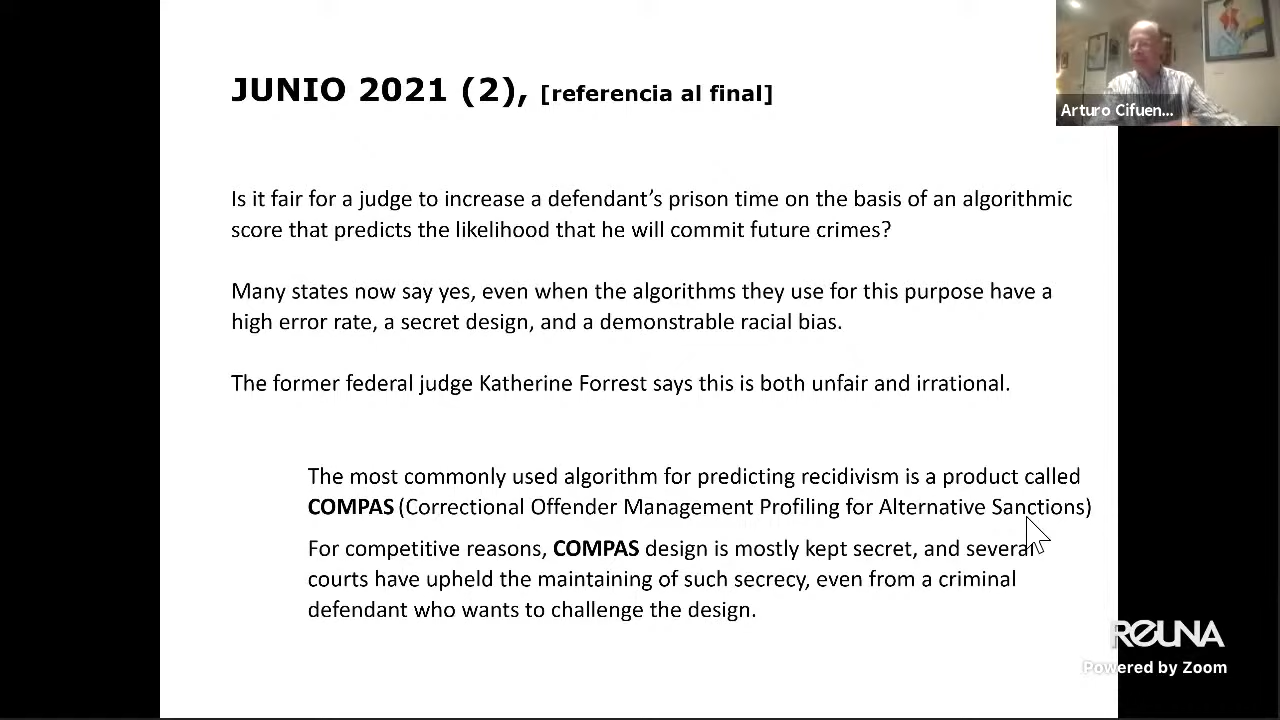 JUNIO 2021 (2), [referencia al final]
Arturo Cifuen...
Is it fair for a judge to increase a defendant’s prison time on the basis of an algorithmic
score that predicts the likelihood that he will commit future crimes?
Many states now say yes, even when the algorithms they use for this purpose have a
high error rate, a secret design, and a demonstrable racial bias.
The former federal judge Katherine Forrest says this is both unfair and irrational.
The most commonly used algorithm for predicting recidivism is a product called
COMPAS (Correctional Offender Management Profiling for Alternative Sanctions)
For competitive reasons, COMPAS design is mostly kept secret, and several
courts have upheld the maintaining of such secrecy, even from a criminal
defendant who wants to challenge the design.
REUNA
Powered by Zoom